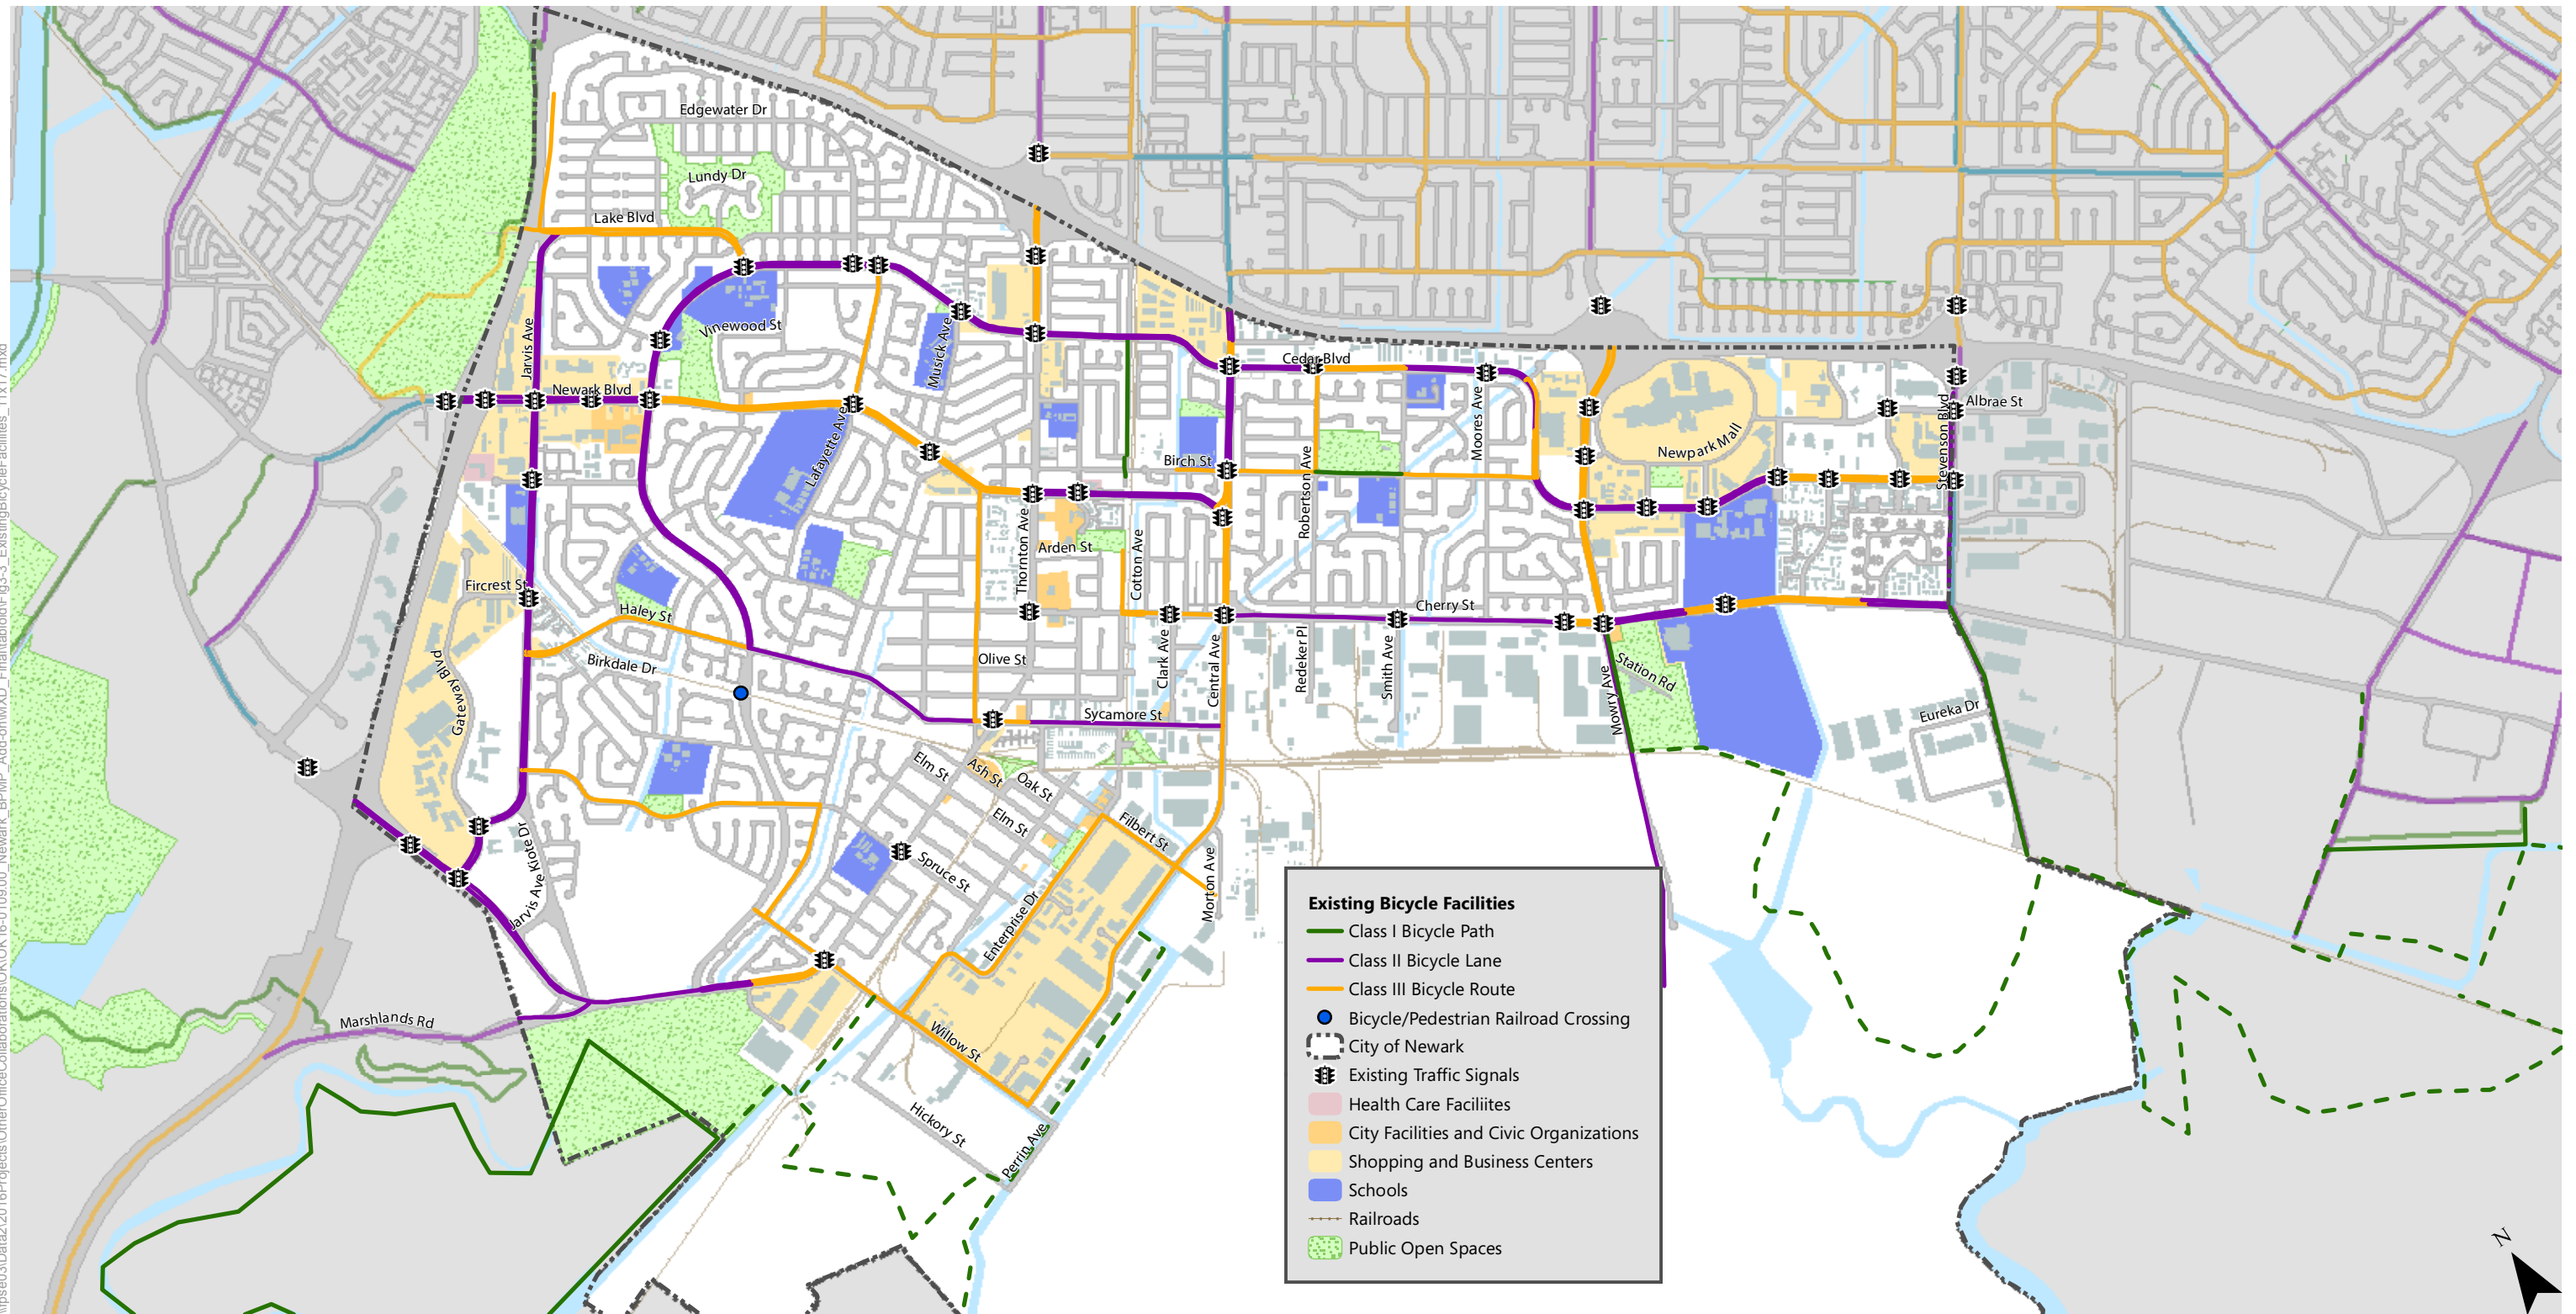 Edgewater Dr
Lundy Dr
Lake Blvd
Jarvis Ave
Vinewood St
Musick Ave
Newark Blvd
Cedar Blvd
Moores Ave
Albrae St
Stevenson Blvd
Newpark Mall
Lafayette Ave
Birch St
Robertson Ave
Thornton Ave
Arden St
Cotton Ave
Fircrest St
Haley St
Cherry St
Birkdale Dr
Olive St
Clark Ave
Central Ave
Redeker Pl
Smith Ave
Mowry Ave
Station Rd
Gateway Blvd
Sycamore St
Eureka Dr
Elm St
Ash St
Oak St
Elm St
Filbert St
Spruce St
Morton Ave
Jarvis Ave
Kiote Dr
Enterprise Dr
Marshlands Rd
Willow St
Hickory St
Perrin Ave
Existing Bicycle Facilities
Class I Bicycle Path
Class II Bicycle Lane
Class III Bicycle Route
Bicycle/Pedestrian Railroad Crossing
City of Newark
Existing Traffic Signals
Health Care Faciliites
City Facilities and Civic Organizations
Shopping and Business Centers
Schools
Railroads
Public Open Spaces
N